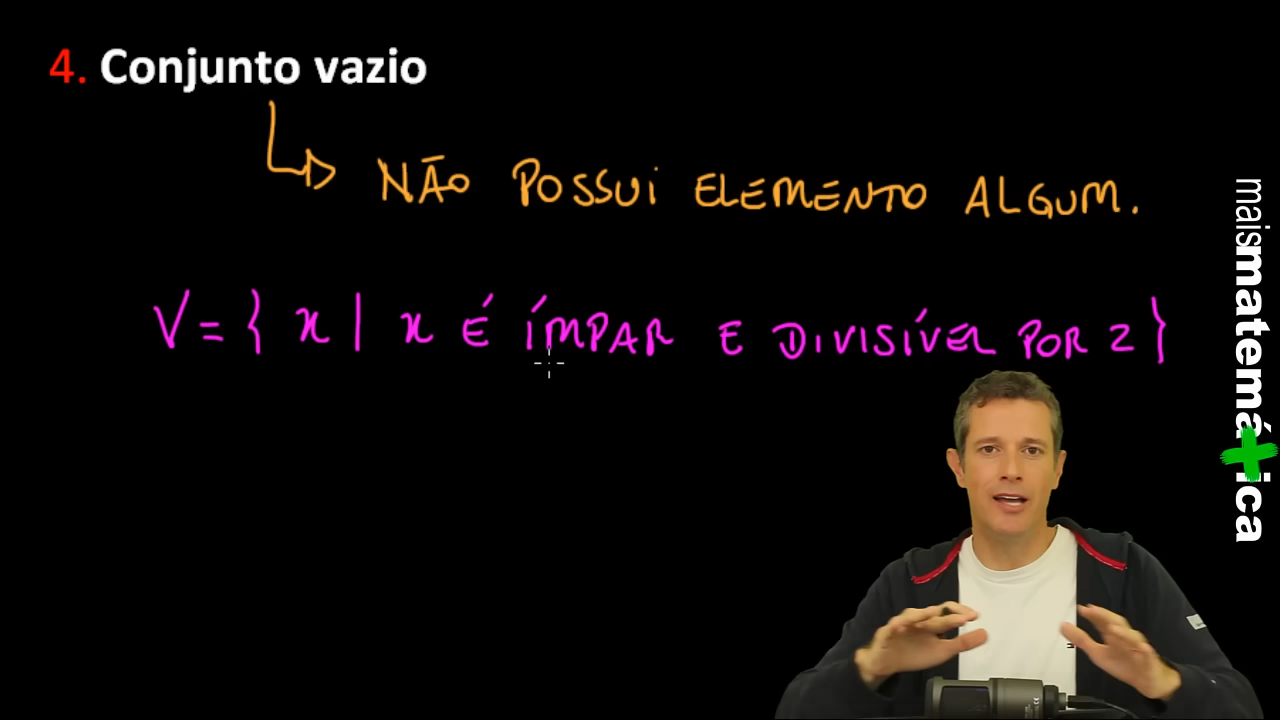 4. Conjunto vazio
NÃO POSSUI ELEMENTO ALGUM.
V = { x | x É ÍMPAR E DIVISÍVEL POR 2 }
maismatemática